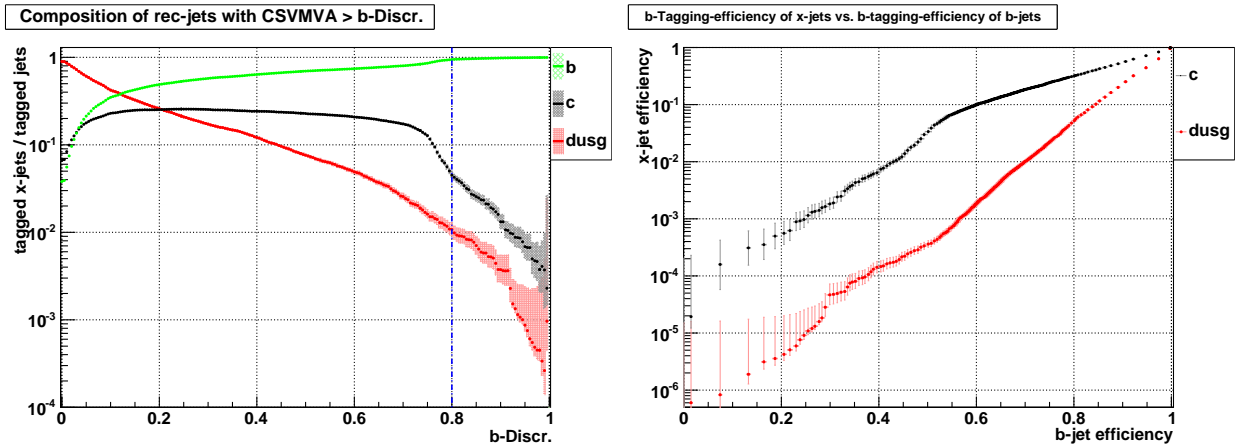 Composition of rec-jets with CSVMVA > b-Discr.
tagged x-jets / tagged jets
1
10^-1
10^-2
10^-3
10^-4
0 0.2 0.4 0.6 0.8 1
b-Discr.
b
c
dusg
b-Tagging-efficiency of x-jets vs. b-tagging-efficiency of b-jets
x-jet efficiency
1
10^-1
10^-2
10^-3
10^-4
10^-5
10^-6
0 0.2 0.4 0.6 0.8 1
b-jet efficiency
c
dusg